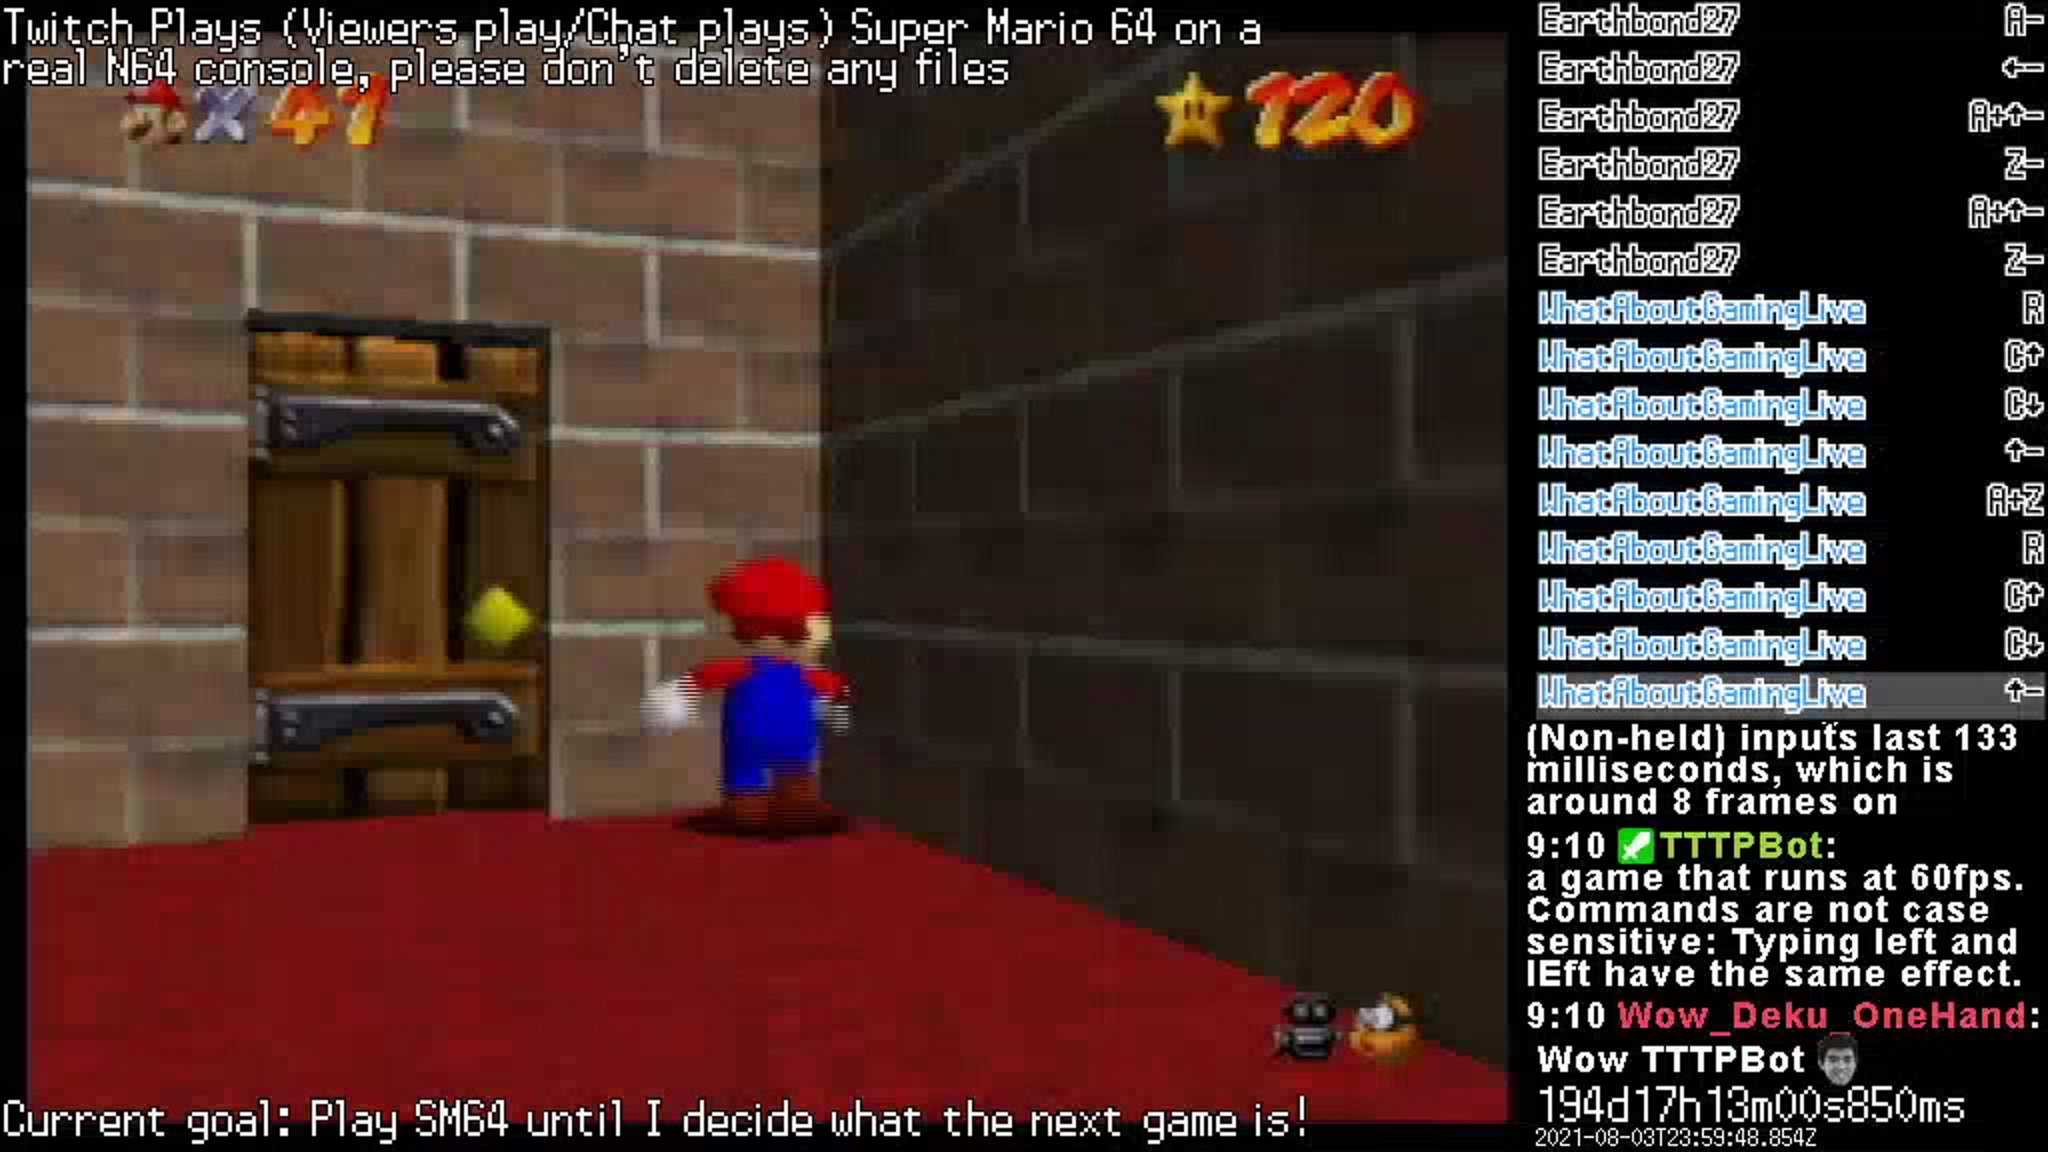 Twitch Plays (Viewers play/Chat plays) Super Mario 64 on a
real N64 console, please don't delete any files
× 41
120
Earthbond27 A-
Earthbond27 ←-
Earthbond27 A+↑-
Earthbond27 Z-
Earthbond27 A+↑-
Earthbond27 Z-
WhatAboutGamingLive R
WhatAboutGamingLive C↑
WhatAboutGamingLive C↓
WhatAboutGamingLive ↑-
WhatAboutGamingLive A+Z
WhatAboutGamingLive R
WhatAboutGamingLive C↑
WhatAboutGamingLive C↓
WhatAboutGamingLive ↑-
(Non-held) inputs last 133
milliseconds, which is
around 8 frames on
9:10 TTTPBot:
a game that runs at 60fps.
Commands are not case
sensitive: Typing left and
lEft have the same effect.
9:10 Wow_Deku_OneHand:
Wow TTTPBot
194d17h13m00s850ms
2021-08-03T23:59:48.854Z
Current goal: Play SM64 until I decide what the next game is!